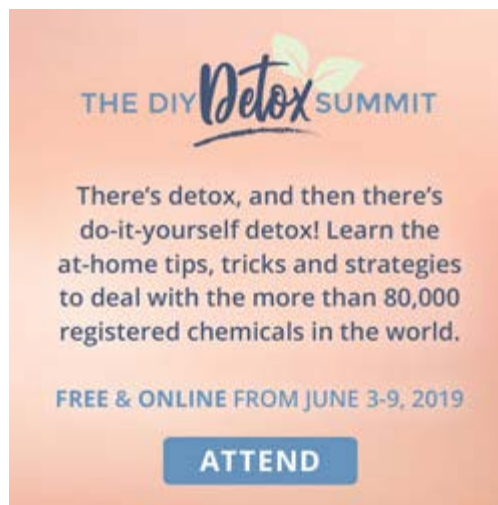 THE DIY Detox SUMMIT
There's detox, and then there's
do-it-yourself detox! Learn the
at-home tips, tricks and strategies
to deal with the more than 80,000
registered chemicals in the world.
FREE & ONLINE FROM JUNE 3-9, 2019
ATTEND